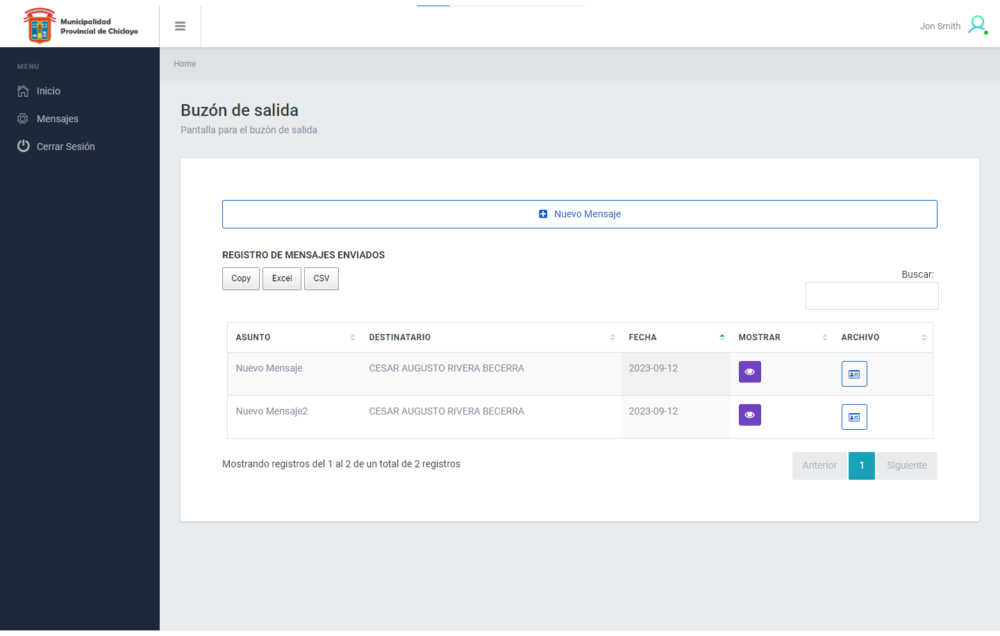 Municipalidad
Provincial de Chiclayo
Jon Smith
MENU
Inicio
Mensajes
Cerrar Sesión
Home
Buzón de salida
Pantalla para el buzón de salida
Nuevo Mensaje
REGISTRO DE MENSAJES ENVIADOS
Copy Excel CSV
Buscar:
ASUNTO DESTINATARIO FECHA MOSTRAR ARCHIVO
Nuevo Mensaje CESAR AUGUSTO RIVERA BECERRA 2023-09-12
Nuevo Mensaje2 CESAR AUGUSTO RIVERA BECERRA 2023-09-12
Mostrando registros del 1 al 2 de un total de 2 registros
Anterior 1 Siguiente